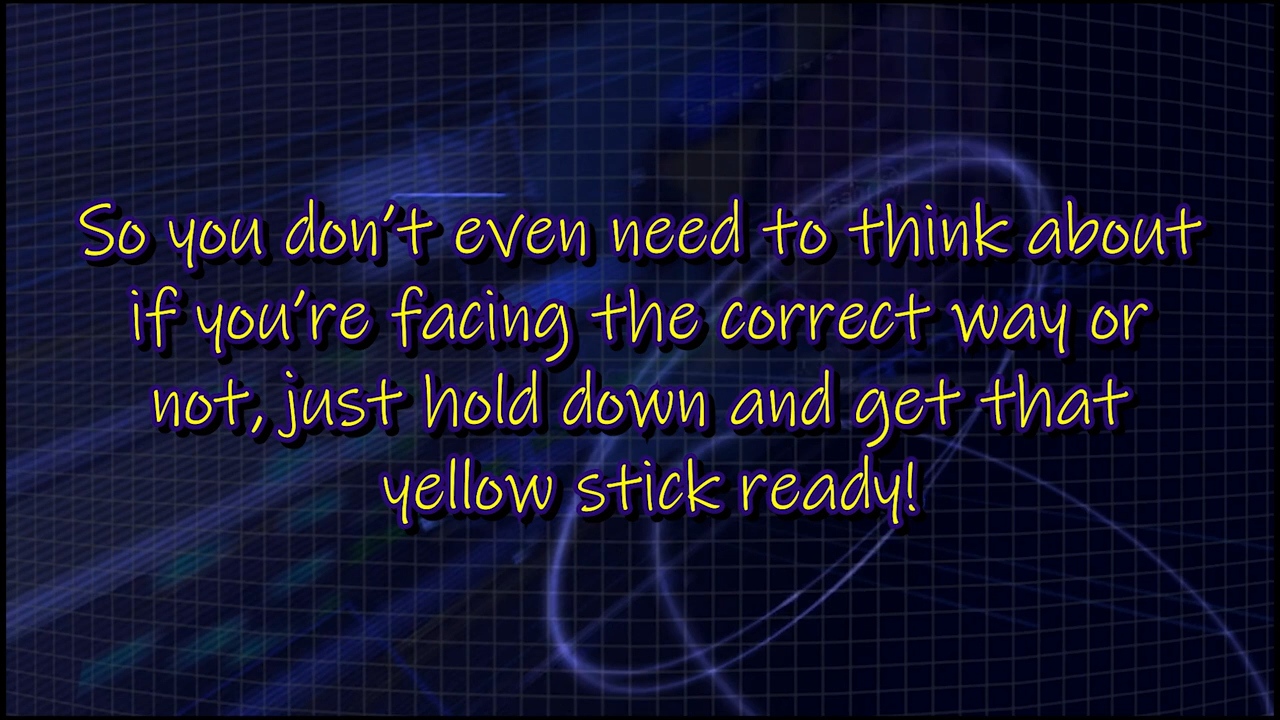 So you don't even need to think about
if you're facing the correct way or
not, just hold down and get that
yellow stick ready!